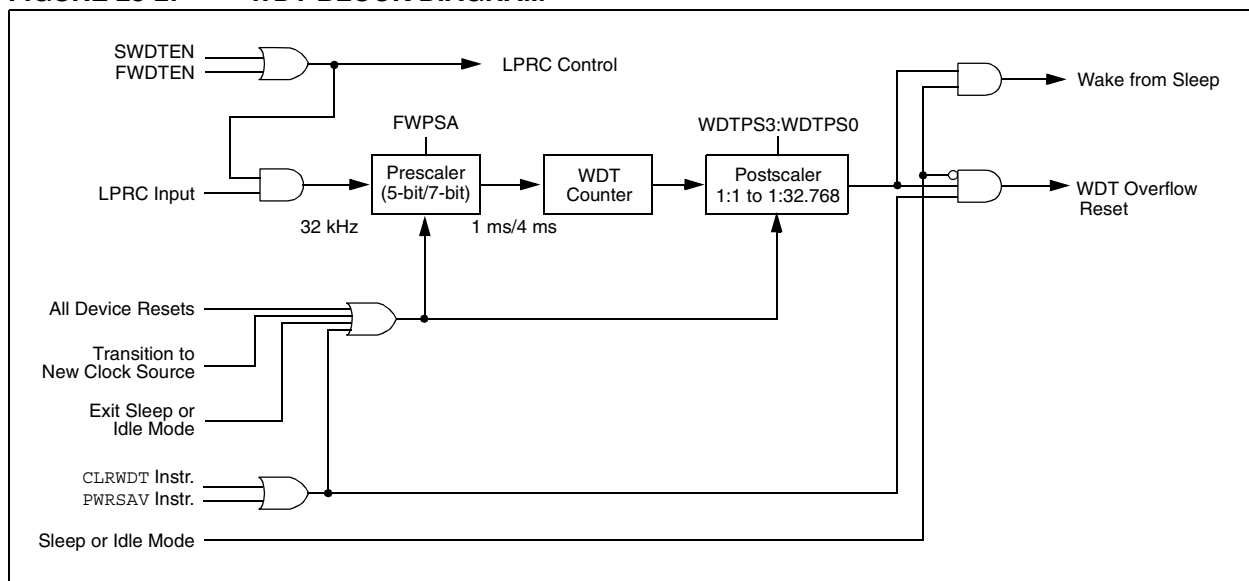 SWDTEN
FWDTEN
LPRC Control
Wake from Sleep
FWPSA
WDTPS3:WDTPS0
Prescaler
(5-bit/7-bit)
WDT
Counter
Postscaler
1:1 to 1:32.768
LPRC Input
WDT Overflow
Reset
32 kHz
1 ms/4 ms
All Device Resets
Transition to
New Clock Source
Exit Sleep or
Idle Mode
CLRWDT Instr.
PWRSAV Instr.
Sleep or Idle Mode